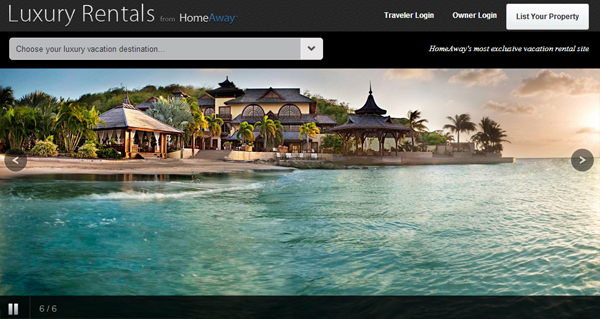 Luxury Rentals from HomeAway
Traveler Login
Owner Login
List Your Property
Choose your luxury vacation destination...
HomeAway's most exclusive vacation rental site
6 / 6